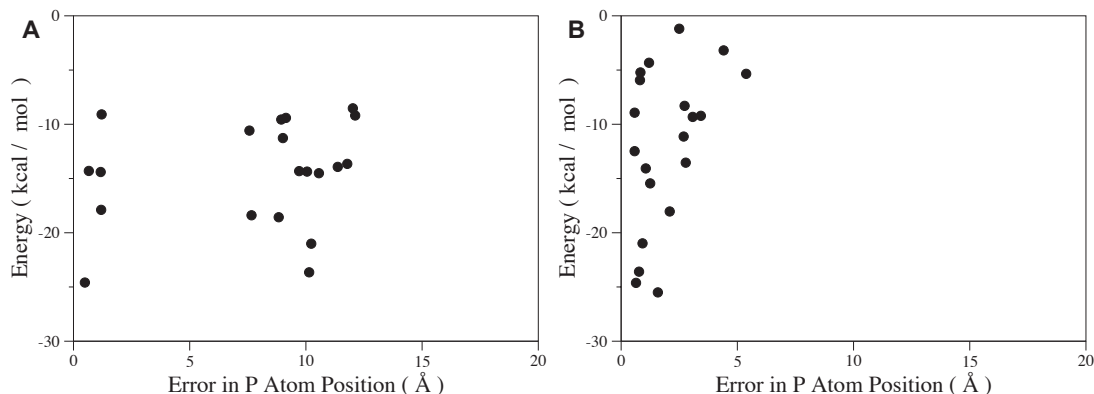 A
0
-10
-20
-30
Energy ( kcal / mol )
0 5 10 15 20
Error in P Atom Position ( Å )
B
0
-10
-20
-30
Energy ( kcal / mol )
0 5 10 15 20
Error in P Atom Position ( Å )